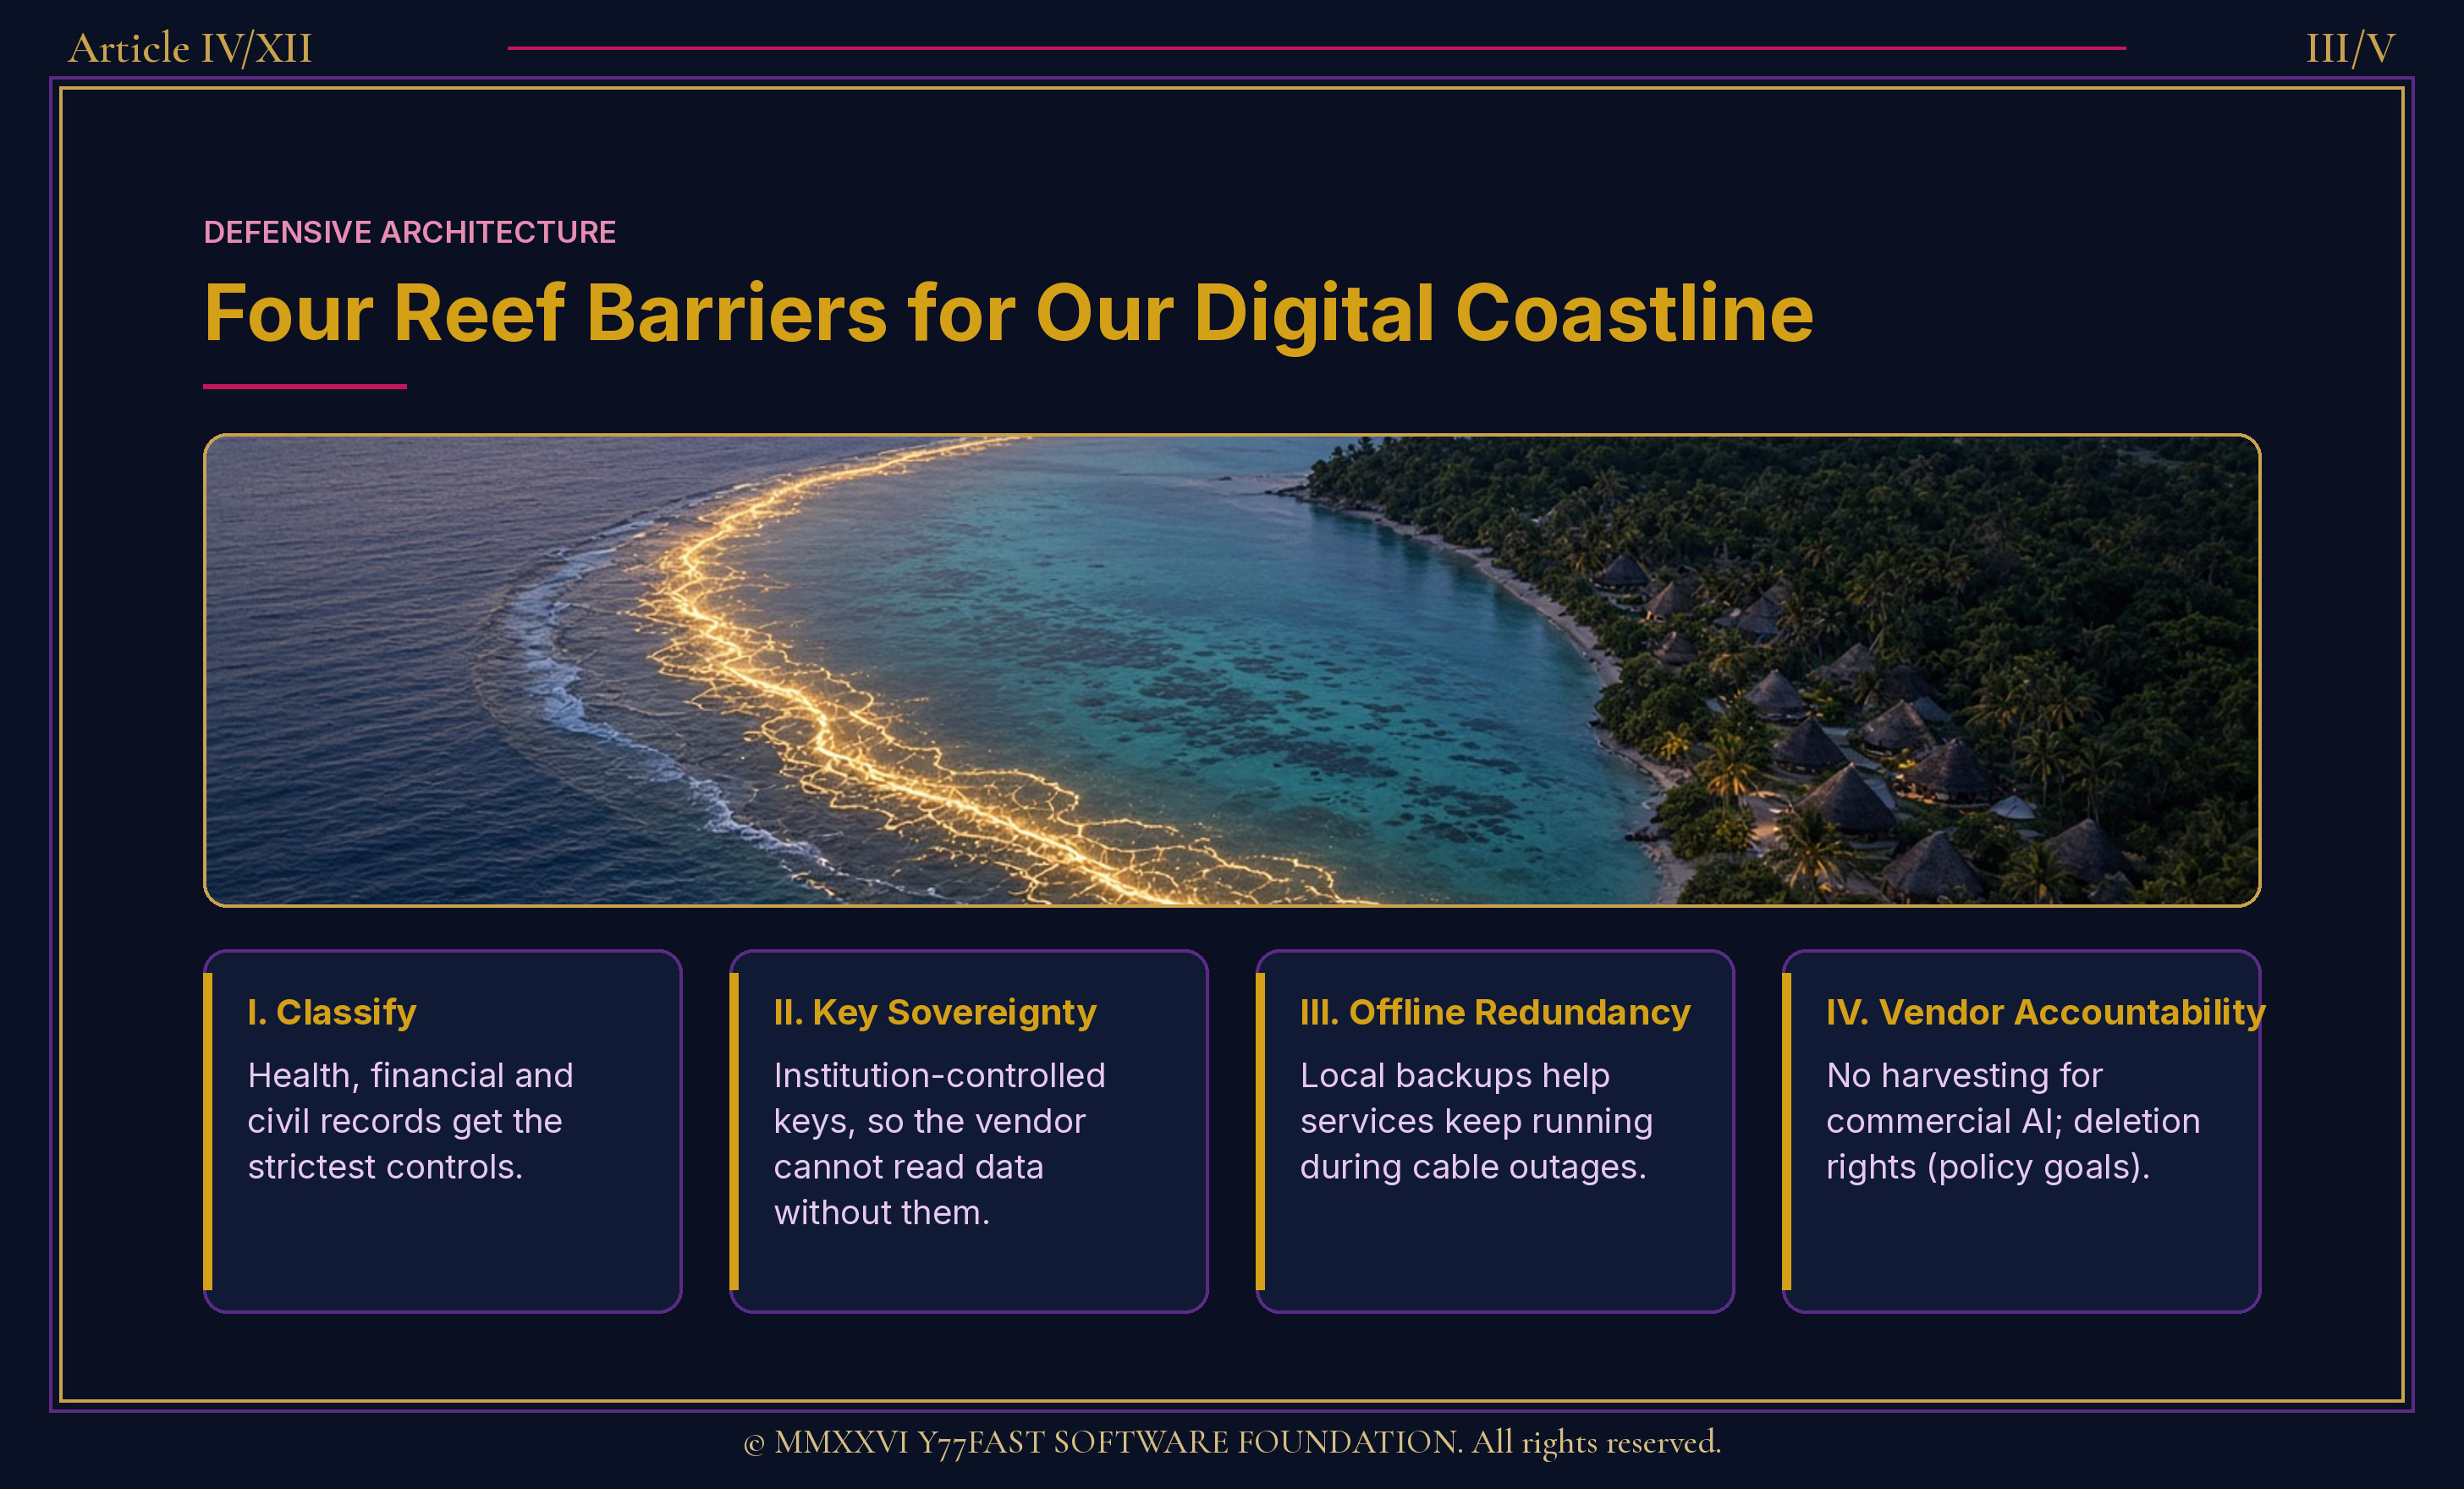 Article IV/XII
III/V
DEFENSIVE ARCHITECTURE
Four Reef Barriers for Our Digital Coastline
I. Classify
Health, financial and
civil records get the
strictest controls.
II. Key Sovereignty
Institution-controlled
keys, so the vendor
cannot read data
without them.
III. Offline Redundancy
Local backups help
services keep running
during cable outages.
IV. Vendor Accountability
No harvesting for
commercial AI; deletion
rights (policy goals).
© MMXXVI Y77FAST SOFTWARE FOUNDATION. All rights reserved.